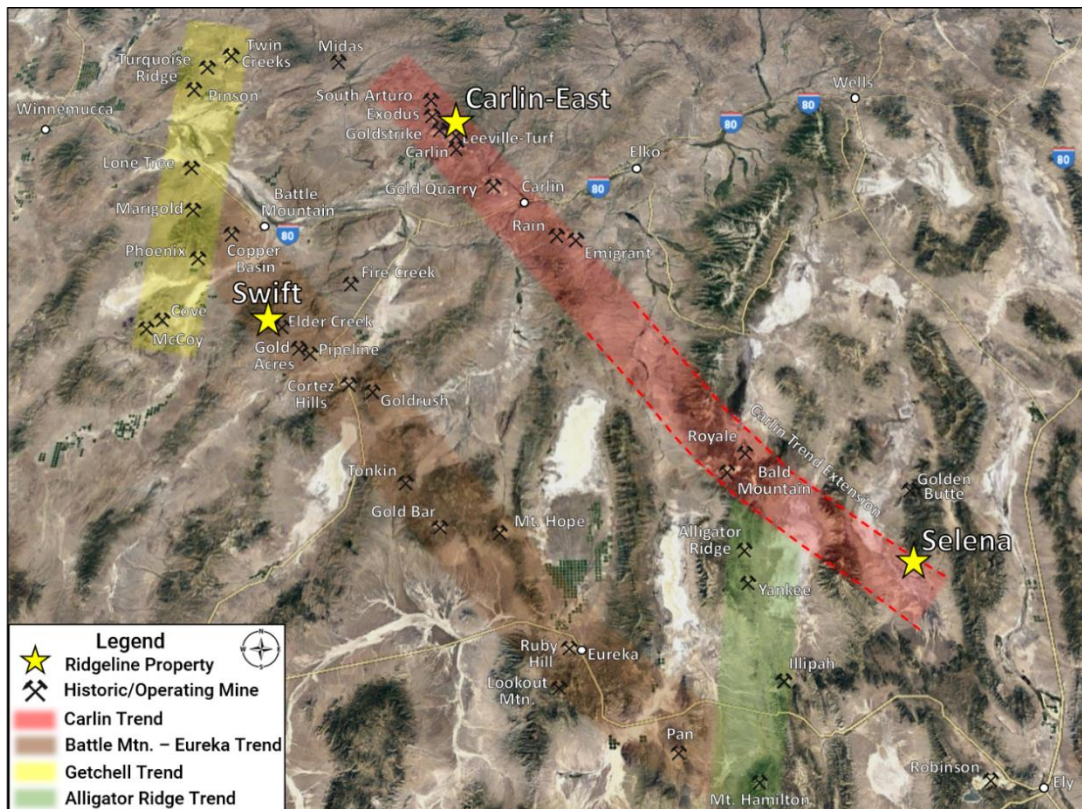 Twin
Creeks
Midas
Turquoise
Ridge
Pinson
Winnemucca
South Arturo
Carlin-East
Exodus
Goldstrike
Leeville-Turf
Carlin
Wells
80
80
80
Elko
80
Gold Quarry
Carlin
Lone Tree
Battle
Mountain
80
Marigold
Rain
Emigrant
Phoenix
Copper
Basin
Fire Creek
Swift
Cove
McCoy
Elder Creek
Gold
Acres
Pipeline
Cortez
Hills
Goldrush
Royale
Bald
Mountain
Carlin Trend Extension
Golden
Butte
Tonkin
Gold Bar
Mt. Hope
Alligator
Ridge
Selena
Yankee
Ruby
Hill
Eureka
Lookout
Mtn.
Illipah
Pan
Mt. Hamilton
Robinson
Ely
Legend
N
E
S
W
Ridgeline Property
Historic/Operating Mine
Carlin Trend
Battle Mtn. – Eureka Trend
Getchell Trend
Alligator Ridge Trend